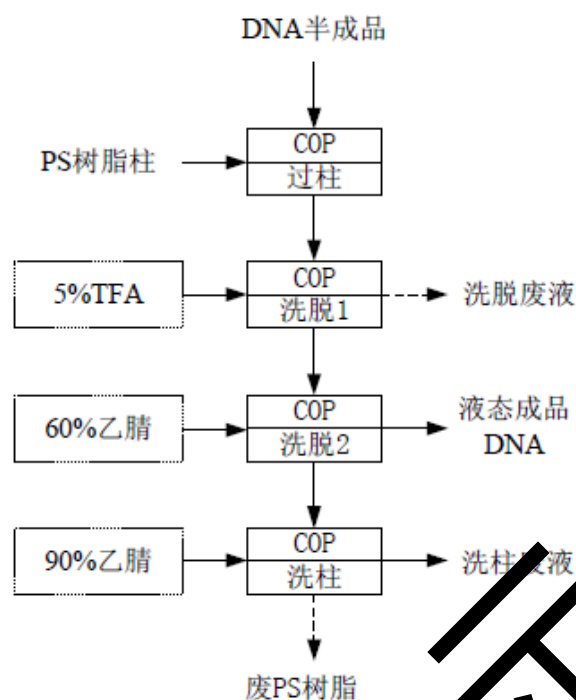 DNA半成品
COP
PS树脂柱
过柱
COP
5%TFA
洗脱废液
洗脱1
COP
液态成品
60%乙腈
DNA
洗脱2
COP
90%乙腈
洗柱废液
洗柱
废PS树脂